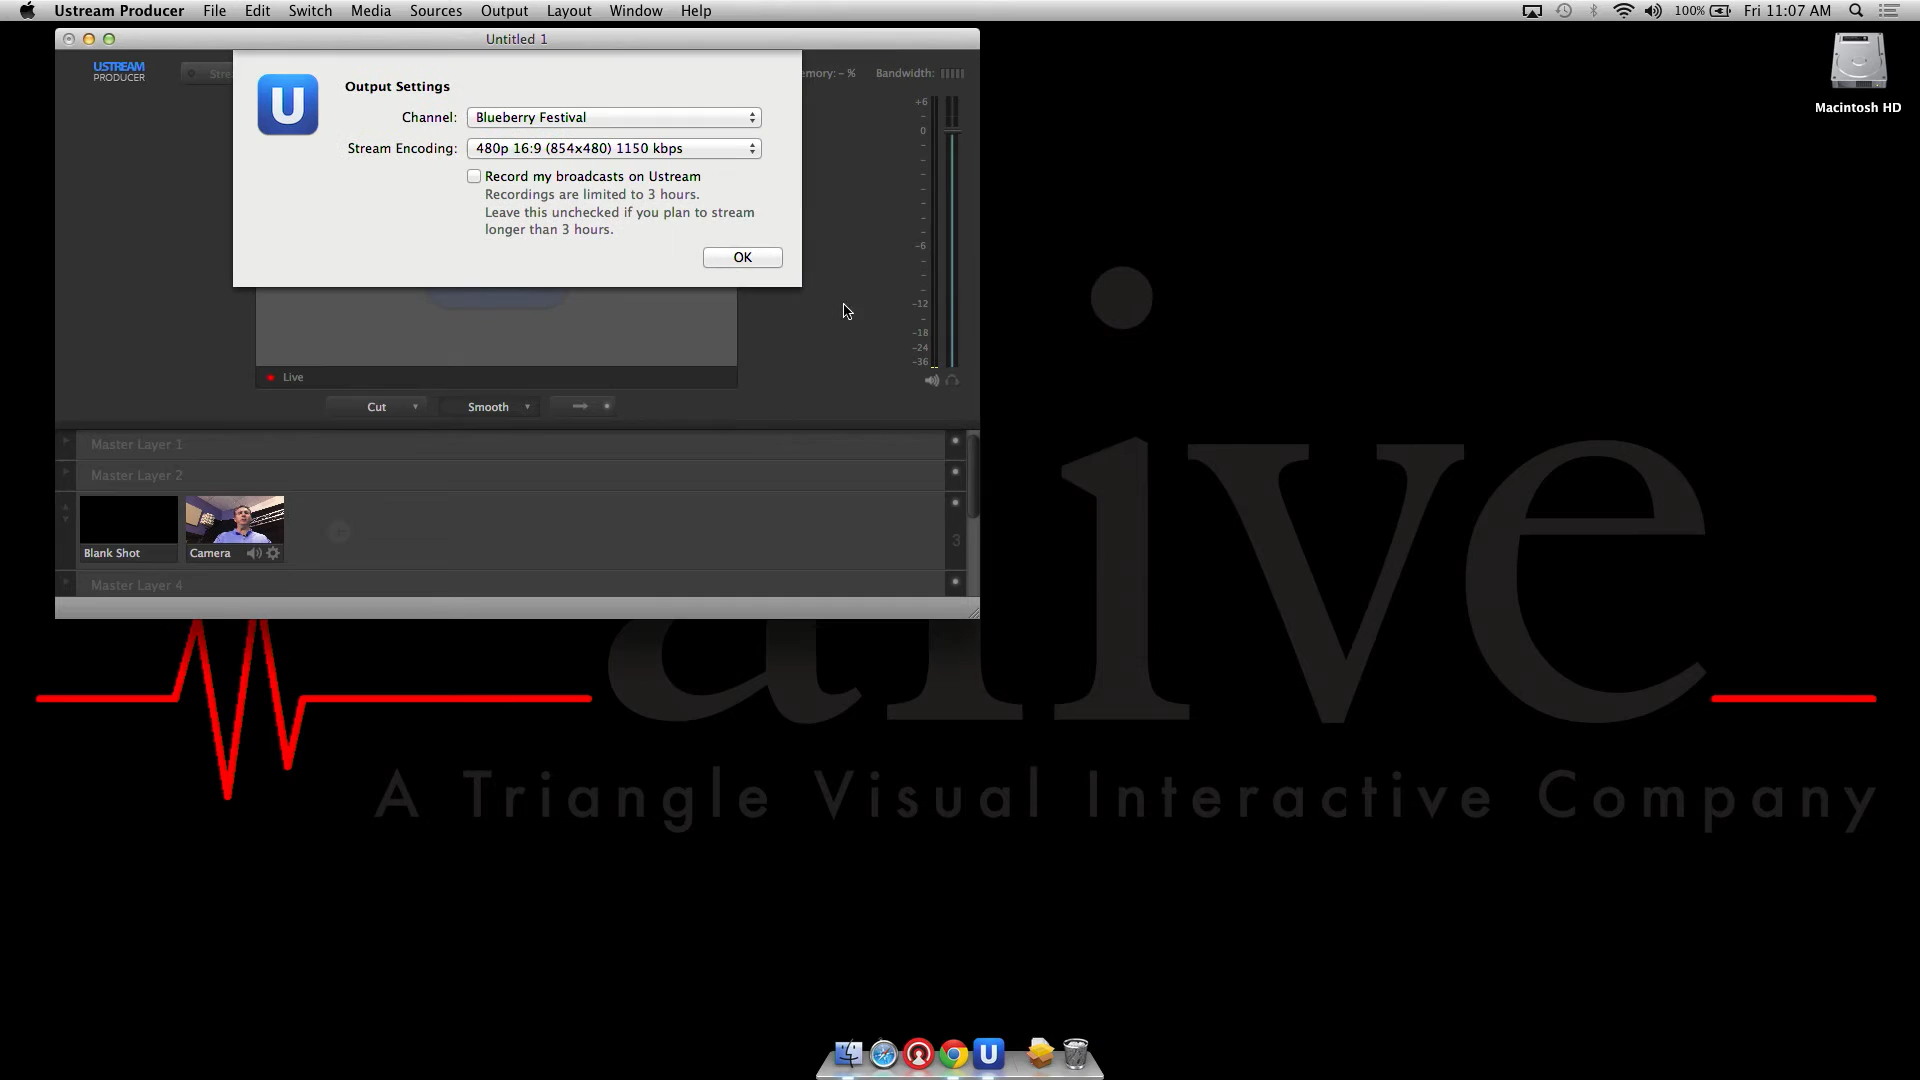 Ustream Producer File Edit Switch Media Sources Output Layout Window Help 100% Fri 11:07 AM
Untitled 1
USTREAM
PRODUCER
Stre
emory: – %
Bandwidth:
Macintosh HD
U
Output Settings
Channel: Blueberry Festival
Stream Encoding: 480p 16:9 (854x480) 1150 kbps
Record my broadcasts on Ustream
Recordings are limited to 3 hours.
Leave this unchecked if you plan to stream
longer than 3 hours.
OK
+6
0
-6
-12
-18
-24
-36
Live
Cut
Smooth
Master Layer 1
Master Layer 2
Blank Shot
Camera
3
Master Layer 4
alive
A Triangle Visual Interactive Company
U